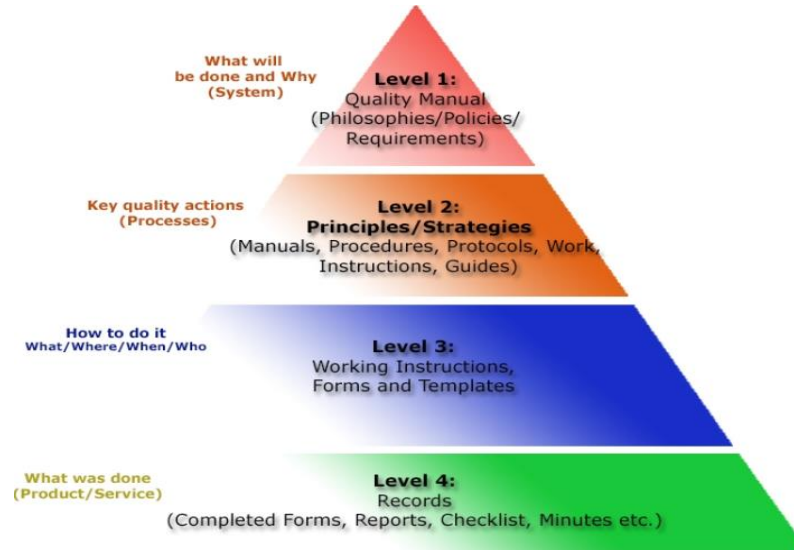 What will
be done and Why
(System)
Level 1:
Quality Manual
(Philosophies/Policies/
Requirements)
Key quality actions
(Processes)
Level 2:
Principles/Strategies
(Manuals, Procedures, Protocols, Work,
Instructions, Guides)
How to do it
What/Where/When/Who
Level 3:
Working Instructions,
Forms and Templates
What was done
(Product/Service)
Level 4:
Records
(Completed Forms, Reports, Checklist, Minutes etc.)